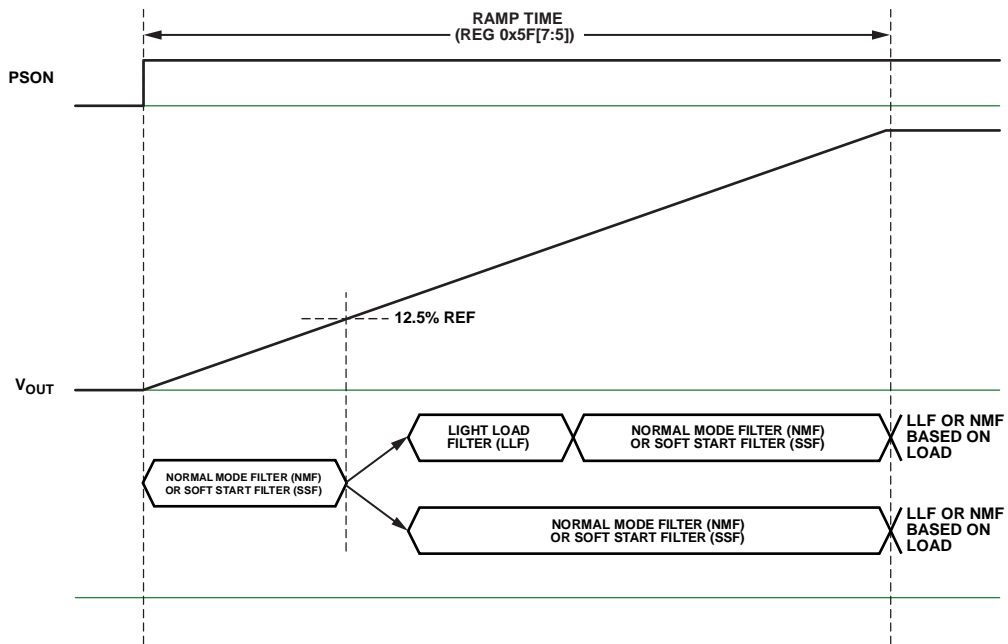 RAMP TIME
(REG 0x5F[7:5])
PSON
12.5% REF
VOUT
LIGHT LOAD
FILTER (LLF)
NORMAL MODE FILTER (NMF)
OR SOFT START FILTER (SSF)
LLF OR NMF
BASED ON
LOAD
NORMAL MODE FILTER (NMF)
OR SOFT START FILTER (SSF)
NORMAL MODE FILTER (NMF)
OR SOFT START FILTER (SSF)
LLF OR NMF
BASED ON
LOAD